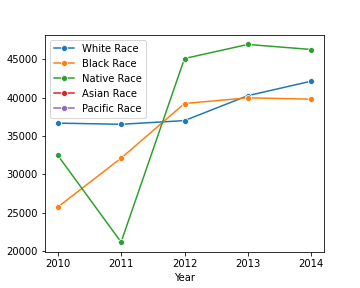 White Race
Black Race
Native Race
Asian Race
Pacific Race
45000
40000
35000
30000
25000
20000
2010 2011 2012 2013 2014
Year